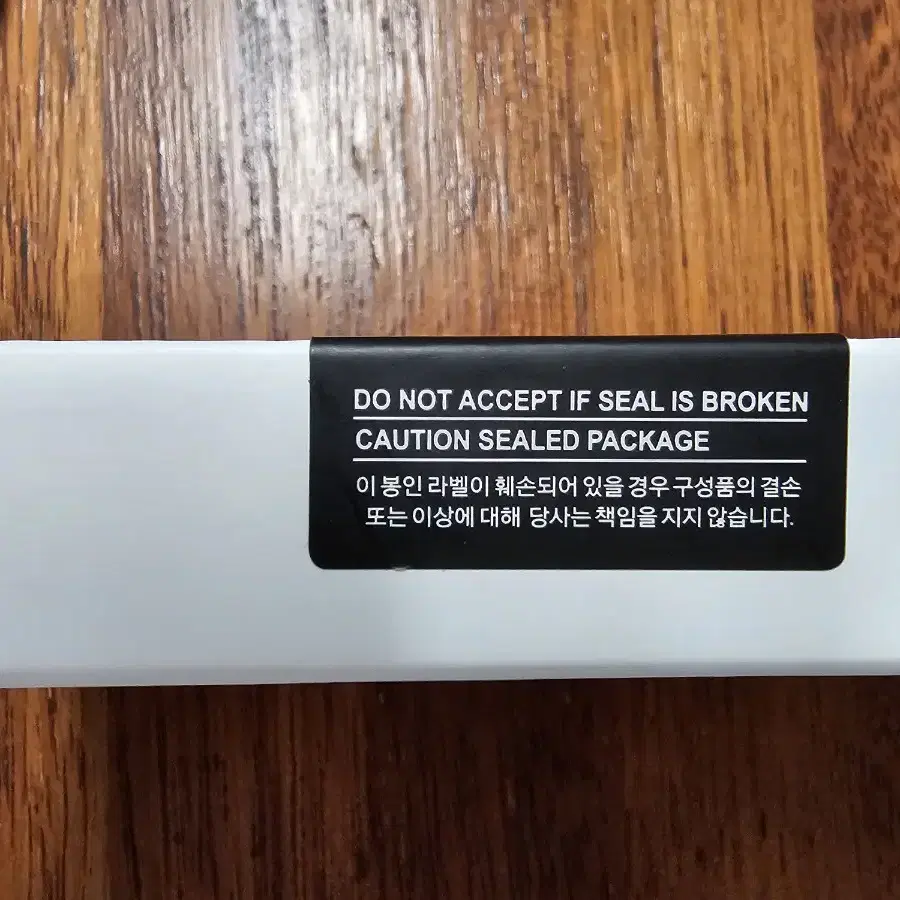 DO NOT ACCEPT IF SEAL IS BROKEN
CAUTION SEALED PACKAGE
이 봉인 라벨이 훼손되어 있을 경우 구성품의 결손
또는 이상에 대해 당사는 책임을 지지 않습니다.